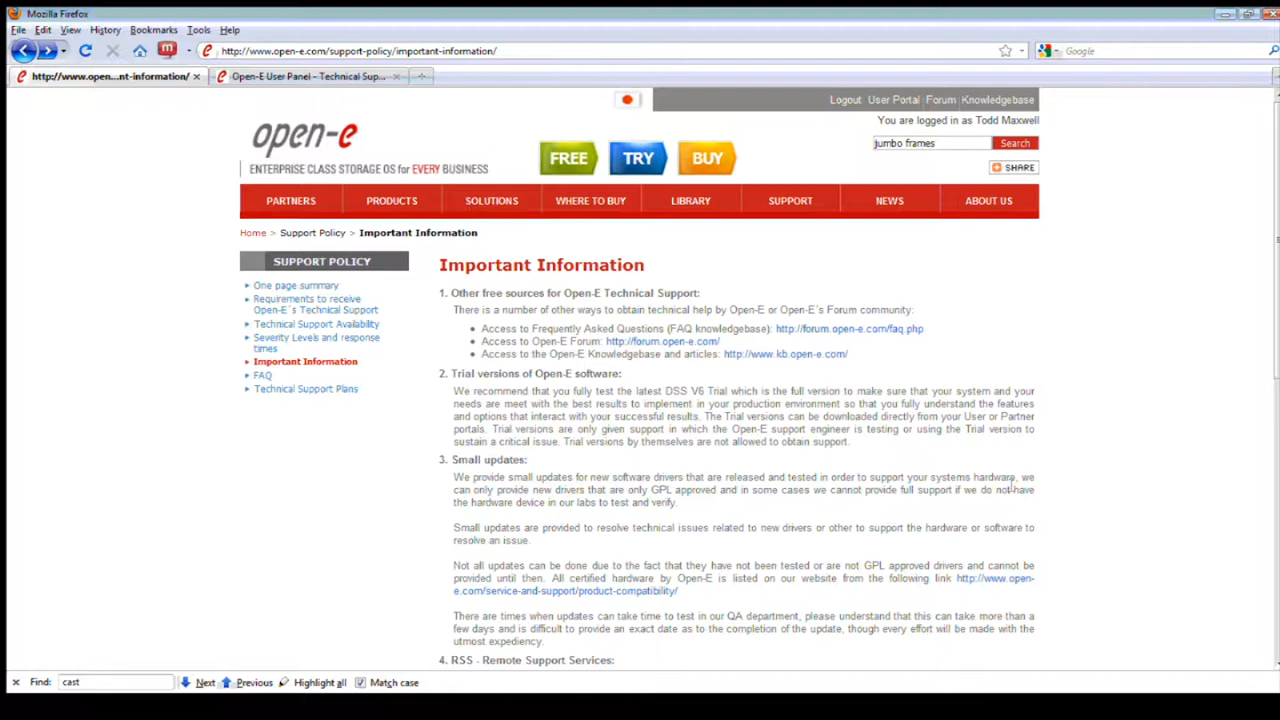 Mozilla Firefox
File Edit View History Bookmarks Tools Help
http://www.open-e.com/support-policy/important-information/
Google
http://www.open...nt-information/
Open-E User Panel - Technical Sup...
Logout User Portal Forum Knowledgebase
You are logged in as Todd Maxwell
open-e
FREE TRY BUY
jumbo frames Search
ENTERPRISE CLASS STORAGE OS for EVERY BUSINESS
SHARE
PARTNERS PRODUCTS SOLUTIONS WHERE TO BUY LIBRARY SUPPORT NEWS ABOUT US
Home > Support Policy > Important Information
SUPPORT POLICY
One page summary
Requirements to receive
Open-E´s Technical Support
Technical Support Availability
Severity Levels and response
times
Important Information
FAQ
Technical Support Plans
Important Information
1. Other free sources for Open-E Technical Support:
There is a number of other ways to obtain technical help by Open-E or Open-E´s Forum community:
Access to Frequently Asked Questions (FAQ knowledgebase): http://forum.open-e.com/faq.php
Access to Open-E Forum: http://forum.open-e.com/
Access to the Open-E Knowledgebase and articles: http://www.kb.open-e.com/
2. Trial versions of Open-E software:
We recommend that you fully test the latest DSS V6 Trial which is the full version to make sure that your system and your
needs are meet with the best results to implement in your production environment so that you fully understand the features
and options that interact with your successful results. The Trial versions can be downloaded directly from your User or Partner
portals. Trial versions are only given support in which the Open-E support engineer is testing or using the Trial version to
sustain a critical issue. Trial versions by themselves are not allowed to obtain support.
3. Small updates:
We provide small updates for new software drivers that are released and tested in order to support your systems hardware, we
can only provide new drivers that are only GPL approved and in some cases we cannot provide full support if we do not have
the hardware device in our labs to test and verify.
Small updates are provided to resolve technical issues related to new drivers or other to support the hardware or software to
resolve an issue.
Not all updates can be done due to the fact that they have not been tested or are not GPL approved drivers and cannot be
provided until then. All certified hardware by Open-E is listed on our website from the following link http://www.open-
e.com/service-and-support/product-compatibility/
There are times when updates can take time to test in our QA department, please understand that this can take more than a
few days and is difficult to provide an exact date as to the completion of the update, though every effort will be made with the
utmost expediency.
4. RSS - Remote Support Services:
Find: cast Next Previous Highlight all Match case